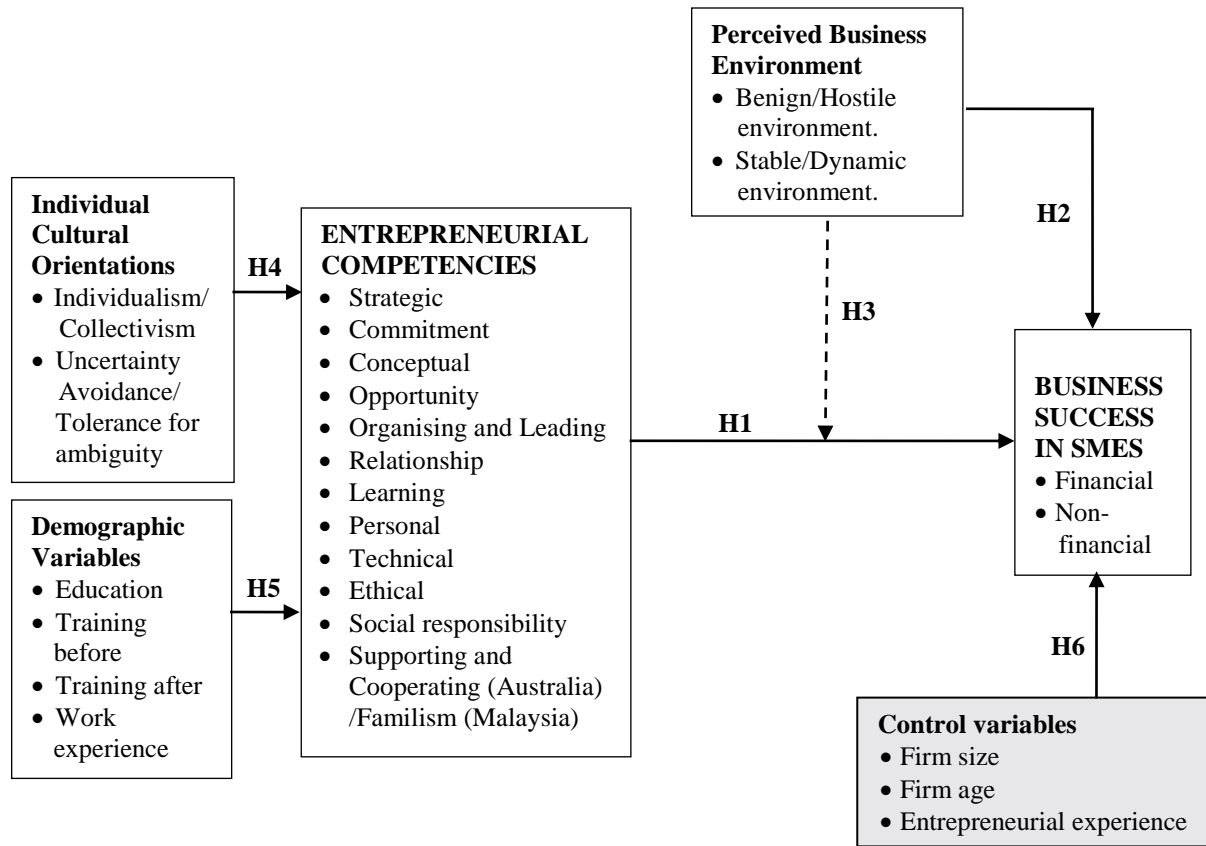 Perceived Business
Environment
• Benign/Hostile
environment.
• Stable/Dynamic
environment.
H2
Individual
Cultural
Orientations
• Individualism/
Collectivism
• Uncertainty
Avoidance/
Tolerance for
ambiguity
H4
ENTREPRENEURIAL
COMPETENCIES
• Strategic
• Commitment
• Conceptual
• Opportunity
• Organising and Leading
• Relationship
• Learning
• Personal
• Technical
• Ethical
• Social responsibility
• Supporting and
Cooperating (Australia)
/Familism (Malaysia)
H3
H1
BUSINESS
SUCCESS
IN SMES
• Financial
• Non-
financial
Demographic
Variables
• Education
• Training
before
• Training after
• Work
experience
H5
H6
Control variables
• Firm size
• Firm age
• Entrepreneurial experience